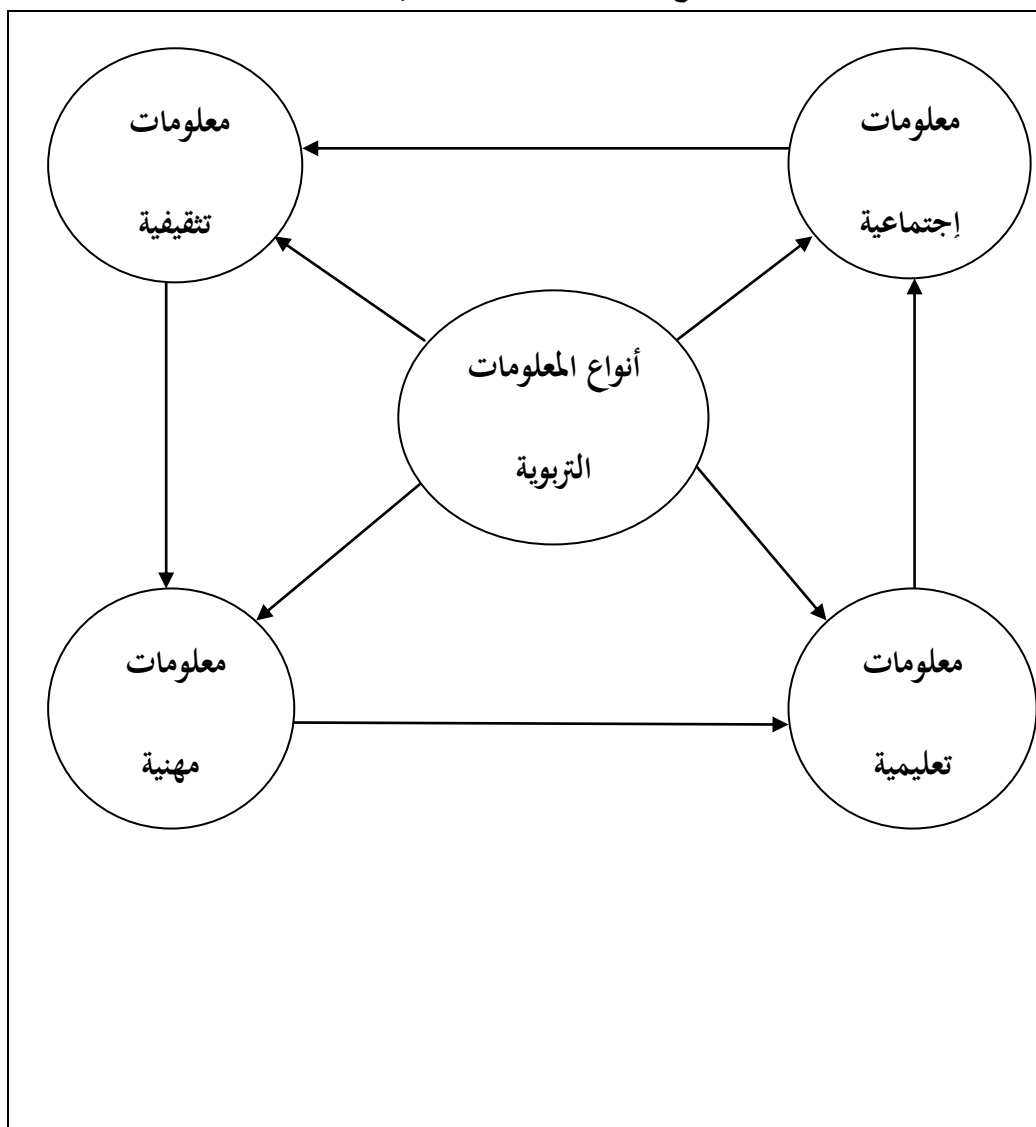 معلومات
إجتماعية
معلومات
تثقيفية
أنواع المعلومات
التربوية
معلومات
تعليمية
معلومات
مهنية